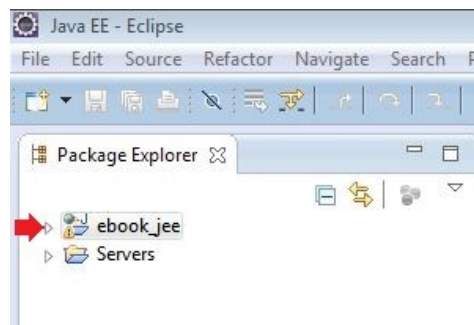 Java EE - Eclipse
File Edit Source Refactor Navigate Search
Package Explorer
ebook_jee
Servers